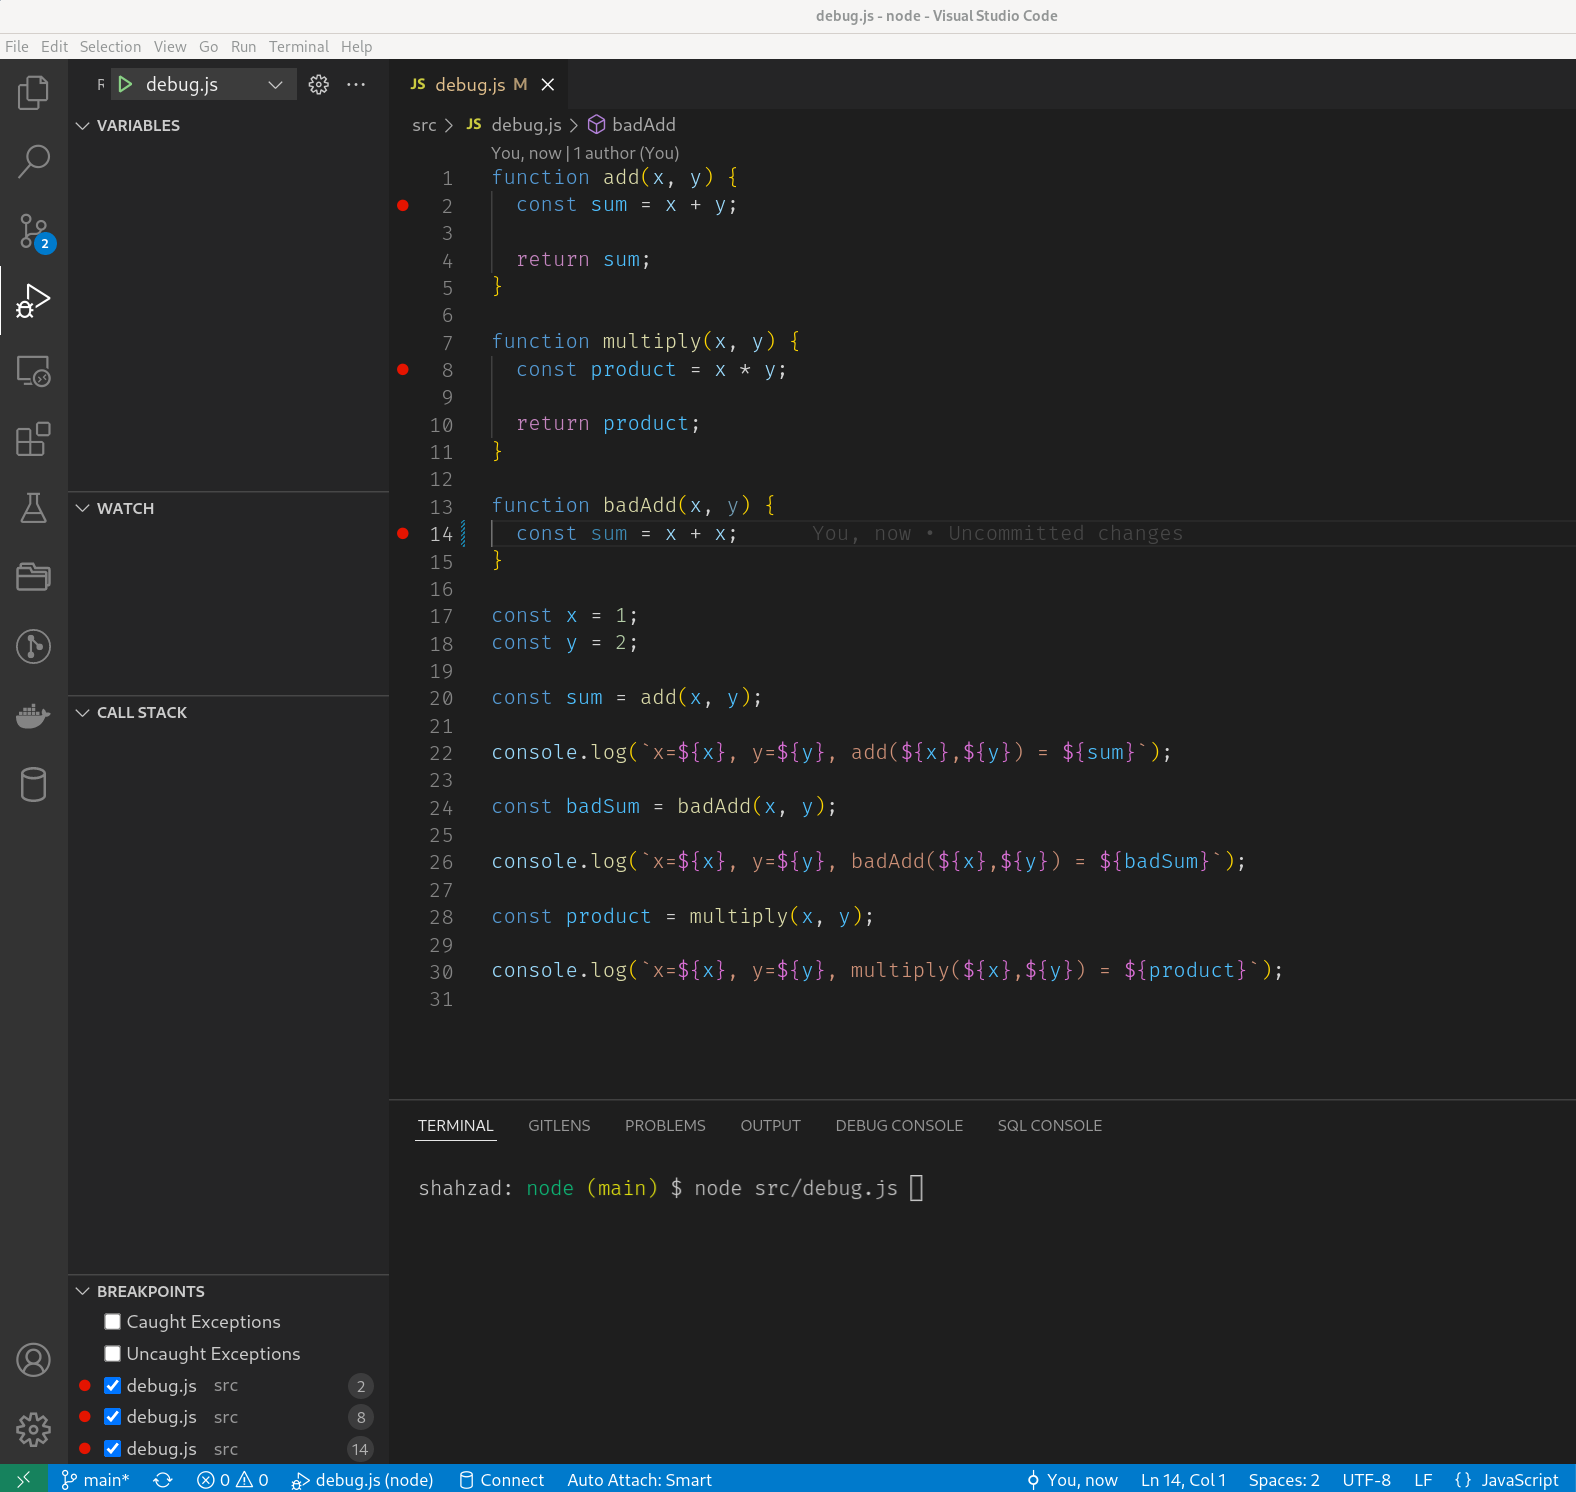 debug.js - node - Visual Studio Code
File Edit Selection View Go Run Terminal Help
R debug.js
JS debug.js M
VARIABLES
src > JS debug.js > badAdd
You, now | 1 author (You)
1 function add(x, y) {
2 const sum = x + y;
3
4 return sum;
5 }
6
7 function multiply(x, y) {
8 const product = x * y;
9
10 return product;
11 }
12
13 function badAdd(x, y) {
14 const sum = x + x; You, now • Uncommitted changes
15 }
16
17 const x = 1;
18 const y = 2;
19
20 const sum = add(x, y);
21
22 console.log(`x=${x}, y=${y}, add(${x},${y}) = ${sum}`);
23
24 const badSum = badAdd(x, y);
25
26 console.log(`x=${x}, y=${y}, badAdd(${x},${y}) = ${badSum}`);
27
28 const product = multiply(x, y);
29
30 console.log(`x=${x}, y=${y}, multiply(${x},${y}) = ${product}`);
31
2
WATCH
CALL STACK
TERMINAL GITLENS PROBLEMS OUTPUT DEBUG CONSOLE SQL CONSOLE
shahzad: node (main) $ node src/debug.js
BREAKPOINTS
Caught Exceptions
Uncaught Exceptions
debug.js src 2
debug.js src 8
debug.js src 14
main* 0 0 debug.js (node) Connect Auto Attach: Smart You, now Ln 14, Col 1 Spaces: 2 UTF-8 LF {} JavaScript